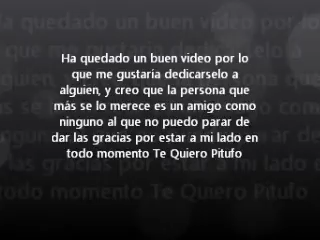 Ha quedado un buen video por lo
que me gustaria dedicarselo a
alguien, y creo que la persona que
más se lo merece es un amigo como
ninguno al que no puedo parar de
dar las gracias por estar a mi lado en
todo momento Te Quiero Pitufo